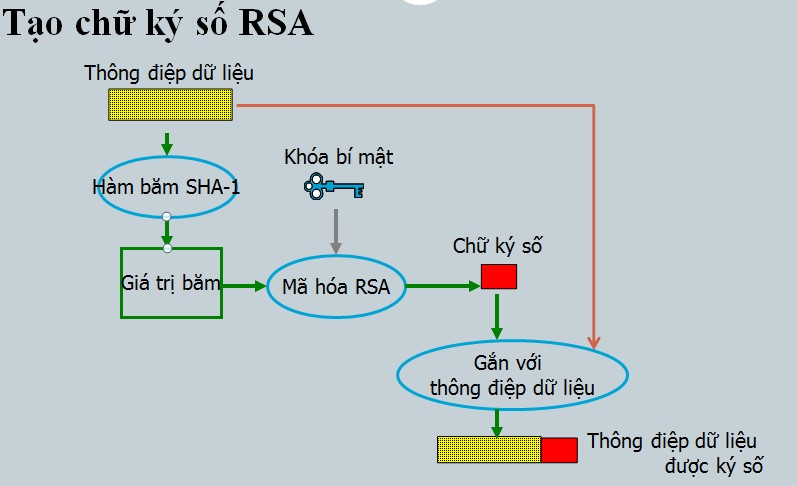 Tạo chữ ký số RSA
Thông điệp dữ liệu
Hàm băm SHA-1
Khóa bí mật
Giá trị băm
Mã hóa RSA
Chữ ký số
Gắn với
thông điệp dữ liệu
Thông điệp dữ liệu
được ký số